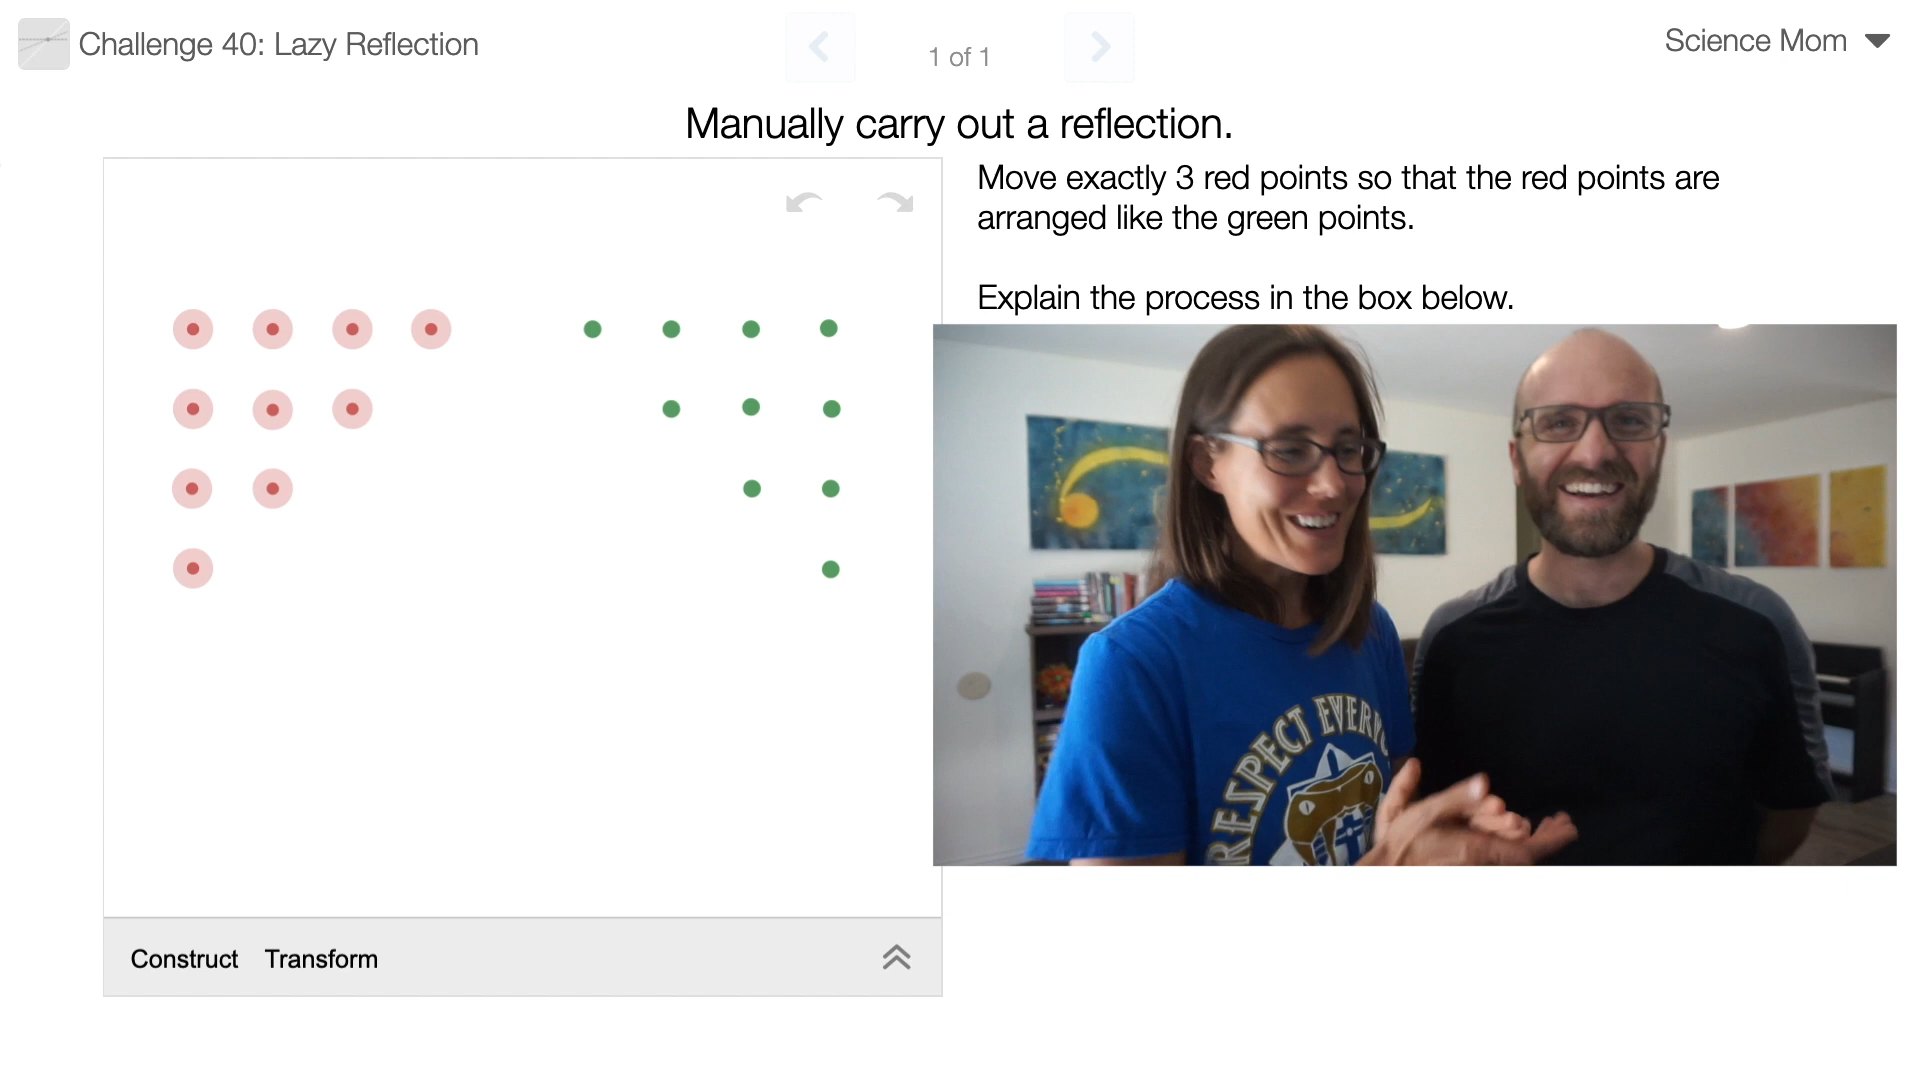 Challenge 40: Lazy Reflection
1 of 1
Science Mom
Manually carry out a reflection.
Move exactly 3 red points so that the red points are
arranged like the green points.
Explain the process in the box below.
RESPECT
Construct Transform